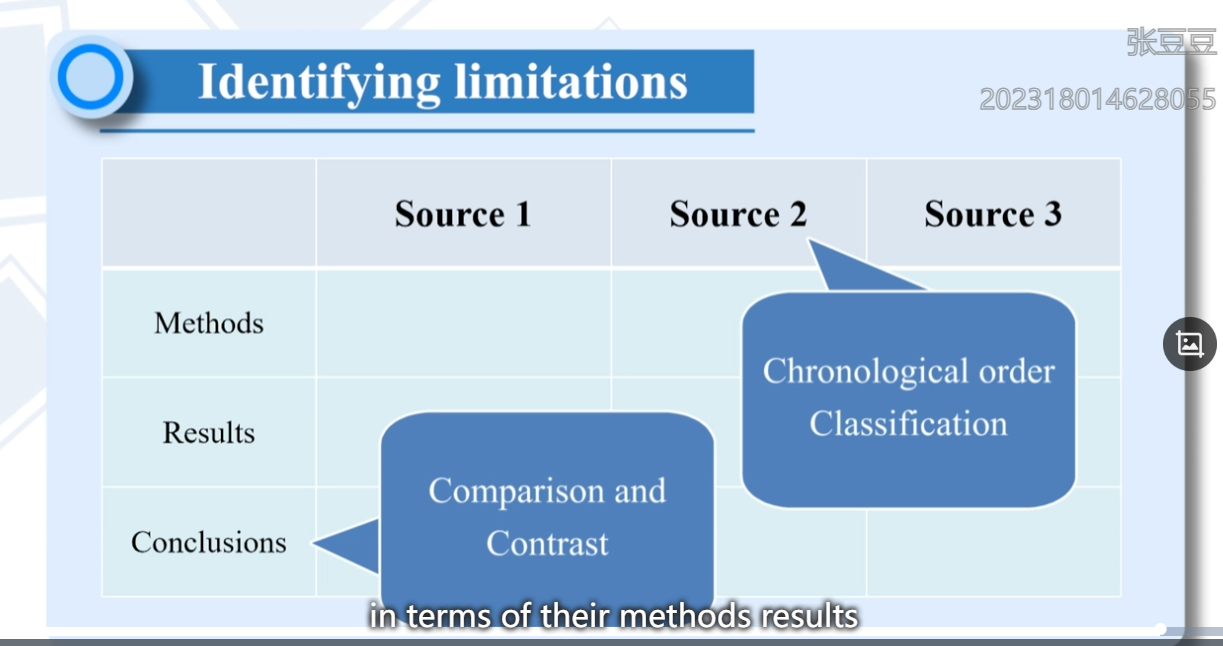 张豆豆
Identifying limitations
202318014628055
Source 1 Source 2 Source 3
Methods
Chronological order
Classification
Results
Comparison and
Contrast
Conclusions
in terms of their methods results